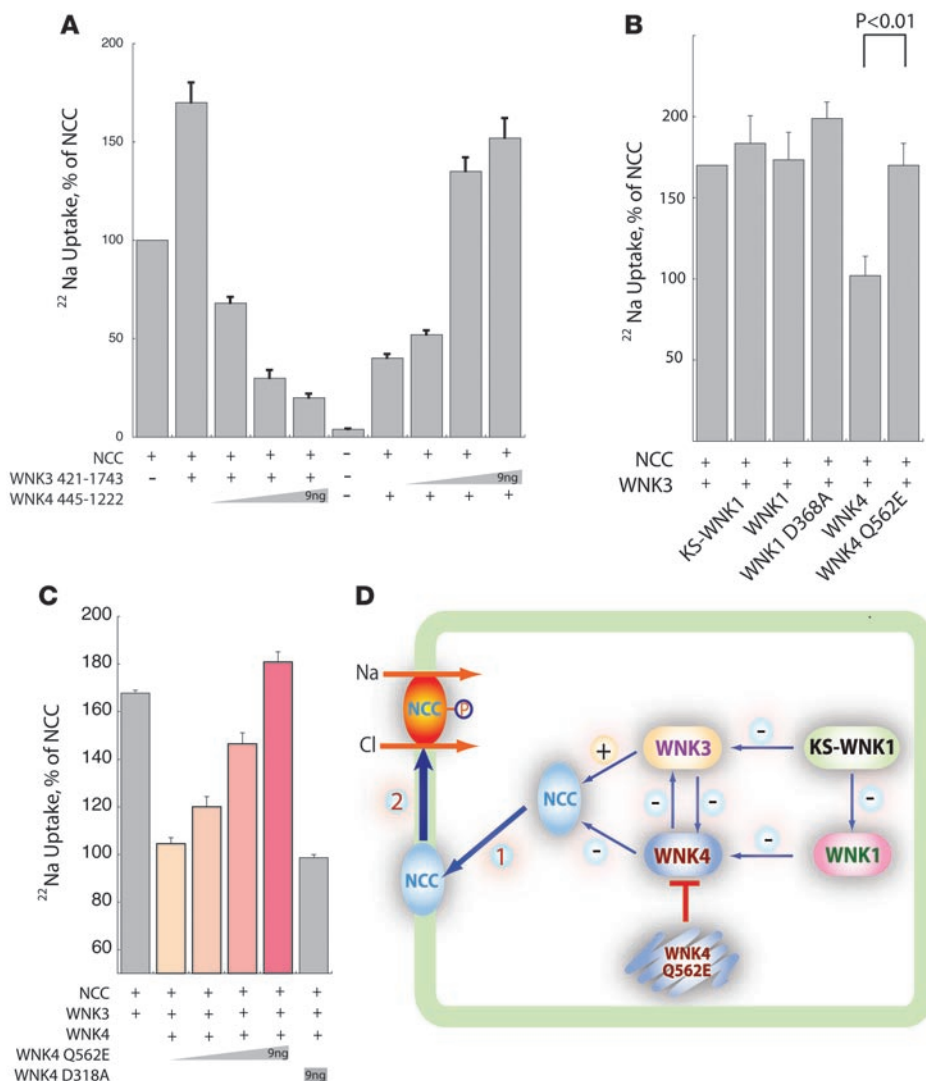 A
200
150
100
50
0
22 Na Uptake, % of NCC
NCC + + + + + - + + + +
WNK3 421-1743 - + + + + 9ng
WNK4 445-1222 9ng - + + + +
B
P<0.01
200
150
100
50
22 Na Uptake, % of NCC
NCC + + + + + +
WNK3 + + + + + +
KS-WNK1
WNK1
WNK1 D368A
WNK4
WNK4 Q562E
C
200
180
160
140
120
100
80
60
22Na Uptake, % of NCC
NCC + + + + + +
WNK3 + + + + + +
WNK4 + + + + +
WNK4 Q562E 9ng
WNK4 D318A 9ng
D
Na
NCC P
Cl
2
NCC
1
NCC
+
-
WNK3
-
-
-
KS-WNK1
-
WNK4
-
WNK1
WNK4
Q562E